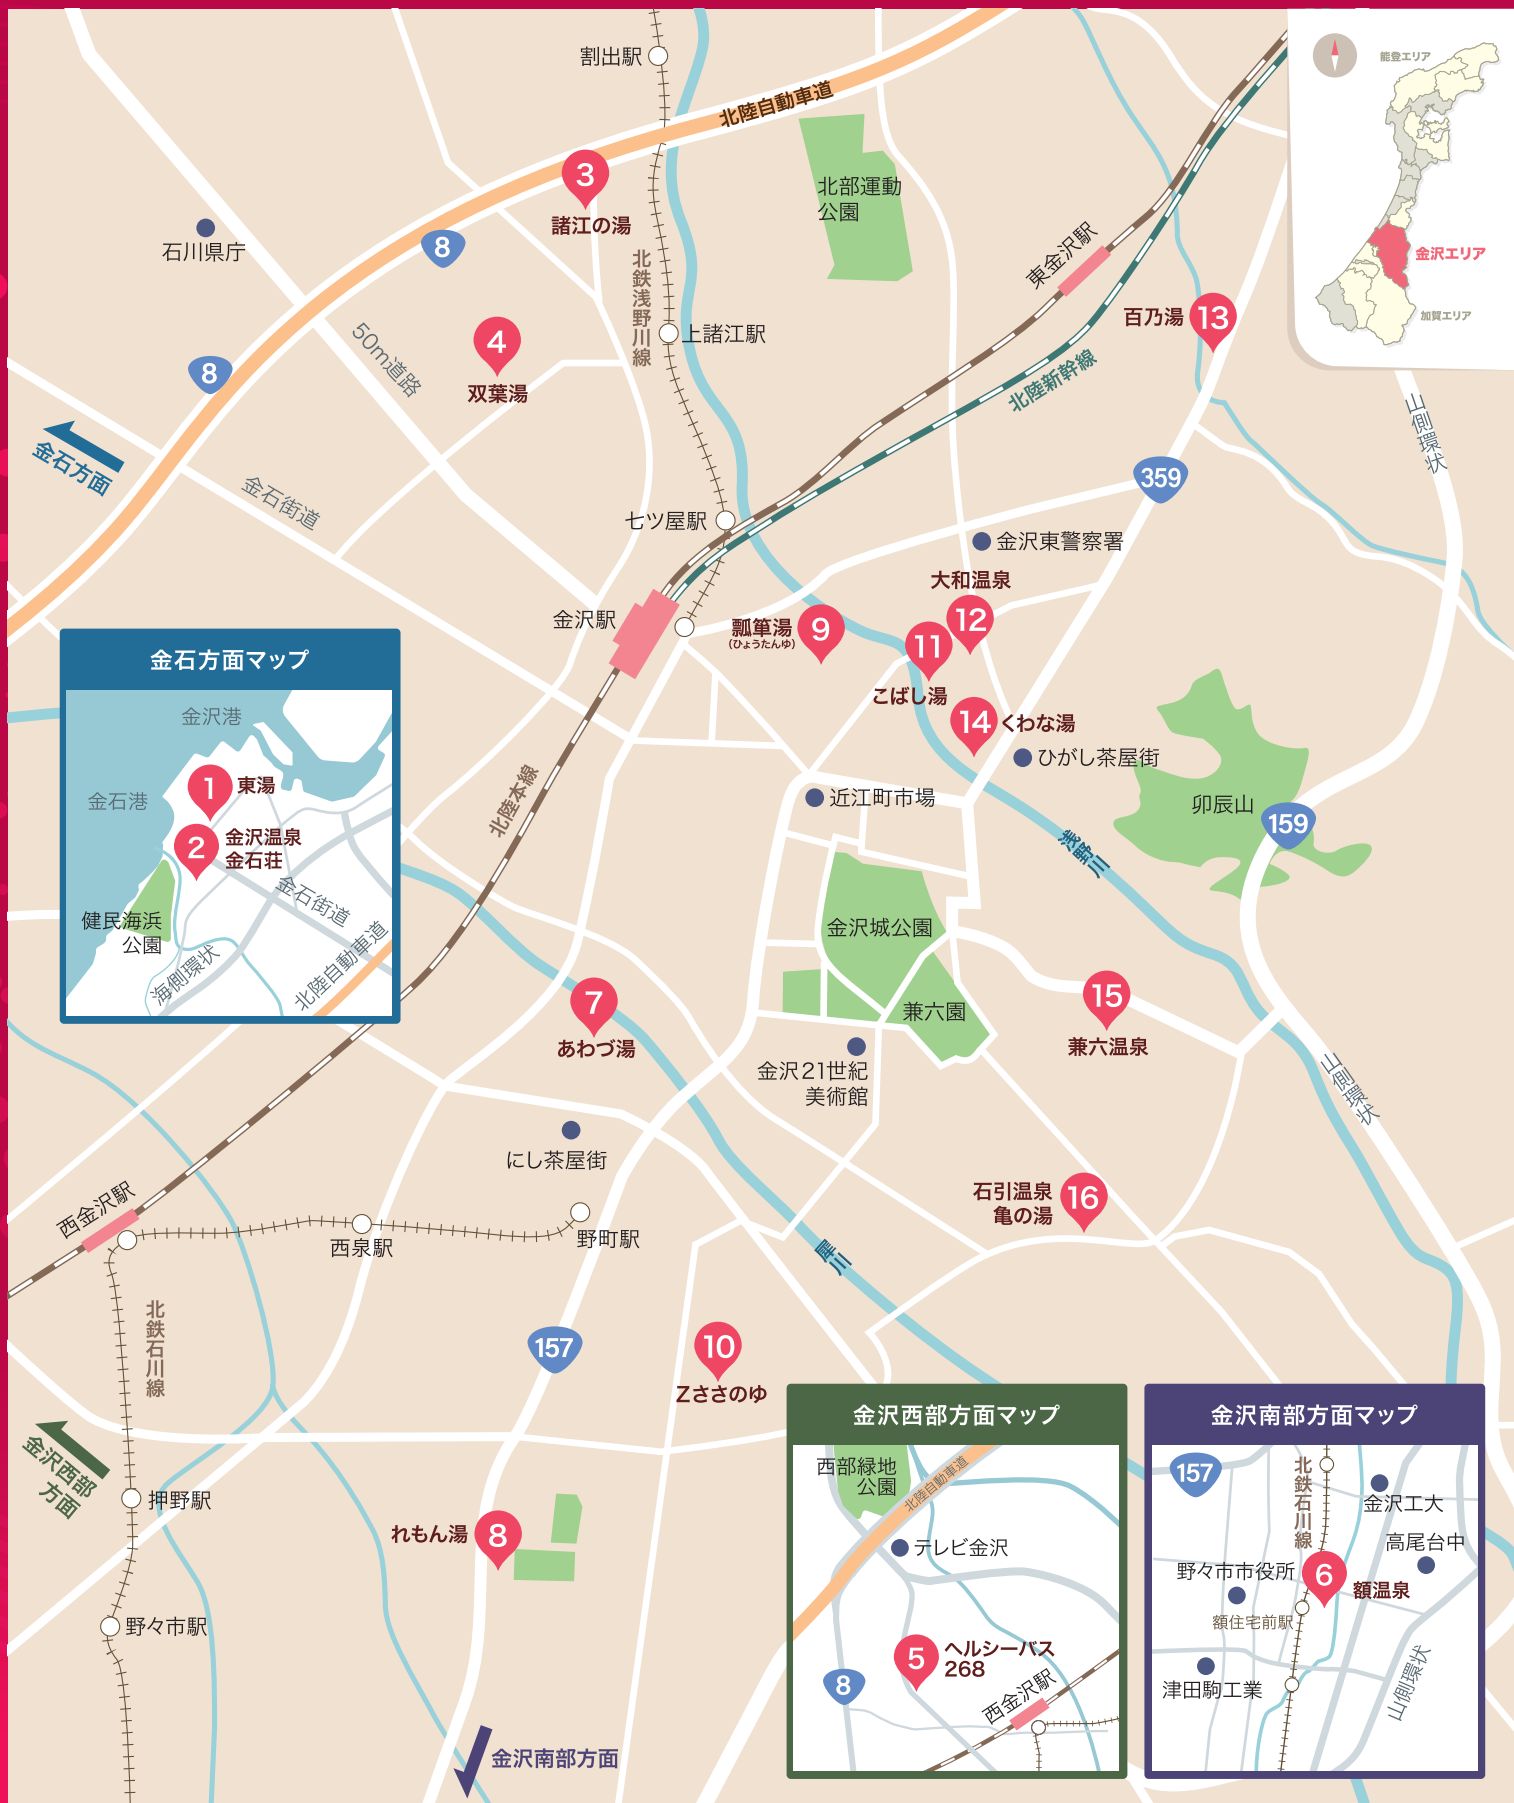 割出駅
北陸自動車道
能登エリア
金沢エリア
加賀エリア
3
諸江の湯
北部運動
公園
石川県庁
8
北鉄浅野川線
東金沢駅
百乃湯
13
上諸江駅
4
双葉湯
50m道路
8
北陸新幹線
山側環状
金石方面
金石街道
359
七ツ屋駅
金沢東警察署
大和温泉
12
金沢駅
瓢箪湯
(ひょうたんゆ)
9
11
こばし湯
14
くわな湯
ひがし茶屋街
近江町市場
卯辰山
159
浅野川
北陸本線
金石方面マップ
金沢港
金石港
1
東湯
2
金沢温泉
金石荘
金石街道
健民海浜
公園
海側環状
北陸自動車道
金沢城公園
兼六園
7
あわづ湯
15
兼六温泉
金沢21世紀
美術館
山側環状
にし茶屋街
西金沢駅
西泉駅
野町駅
石引温泉
亀の湯
16
犀川
北鉄石川線
157
10
Zささのゆ
金沢西部
方面
押野駅
れもん湯
8
野々市駅
金沢南部方面
金沢西部方面マップ
西部緑地
公園
北陸自動車道
テレビ金沢
5
ヘルシーバス
268
8
西金沢駅
金沢南部方面マップ
157
北鉄石川線
金沢工大
高尾台中
野々市市役所
6
額温泉
額住宅前駅
津田駒工業
山側環状